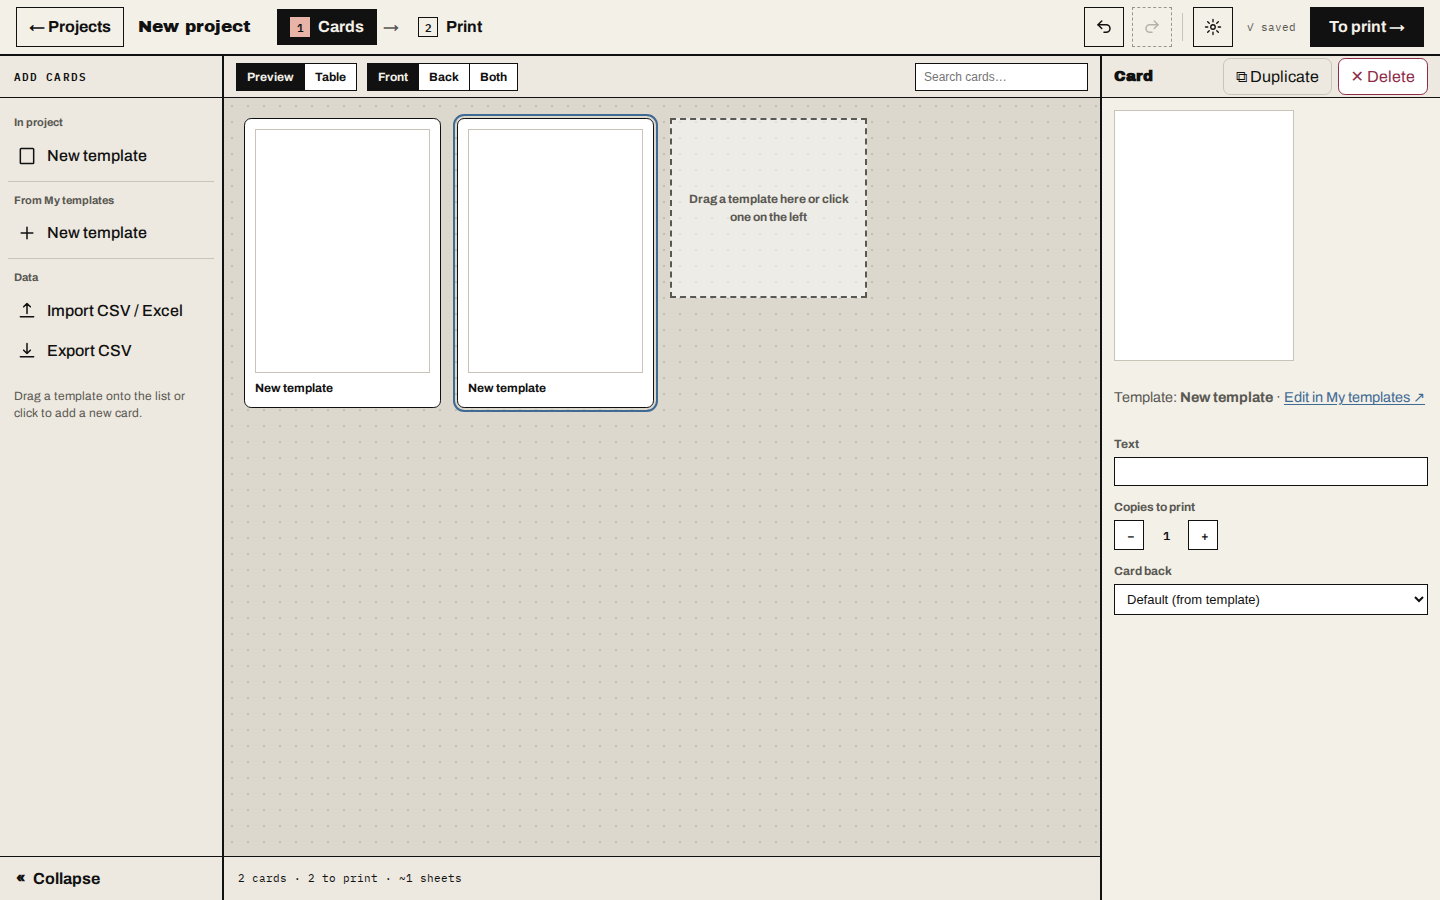 ← Projects
New project
1 Cards →
2 Print
√ saved
To print →
ADD CARDS
Preview
Table
Front
Back
Both
Search cards…
Card
⧉ Duplicate
✕ Delete
In project
New template
From My templates
New template
Data
Import CSV / Excel
Export CSV
Drag a template onto the list or
click to add a new card.
« Collapse
New template
New template
Drag a template here or click
one on the left
2 cards · 2 to print · ~1 sheets
Template: New template · Edit in My templates ↗
Text
Copies to print
− 1 +
Card back
Default (from template)